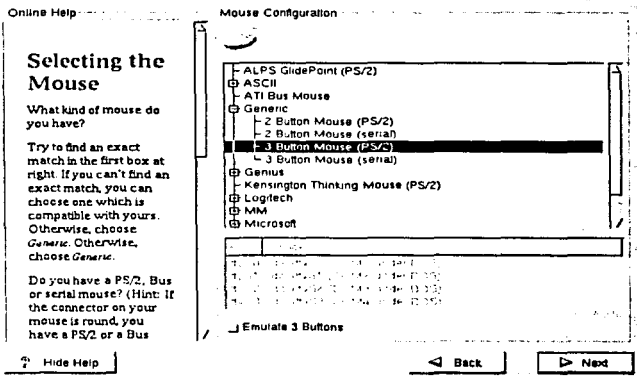 Online Help
Selecting the
Mouse
What kind of mouse do
you have?
Try to find an exact
match in the first box at
right. If you can't find an
exact match, you can
choose one which is
compatible with yours.
Otherwise, choose
Generic. Otherwise,
choose Generic.
Do you have a PS/2, Bus
or serial mouse? (Hint: If
the connector on your
mouse is round, you
have a PS/2 or a Bus
Hide Help
Mouse Configuration
ALPS GlidePoint (PS/2)
ASCII
ATI Bus Mouse
Generic
2 Button Mouse (PS/2)
2 Button Mouse (serial)
3 Button Mouse (PS/2)
3 Button Mouse (serial)
Genius
Kensington Thinking Mouse (PS/2)
Logitech
MM
Microsoft
Emulate 3 Buttons
Back
Next